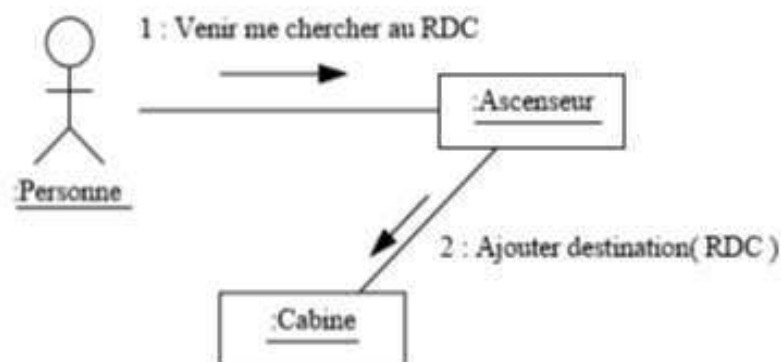 1 : Venir me chercher au RDC
:Ascenseur
:Personne
2 : Ajouter destination( RDC )
:Cabine